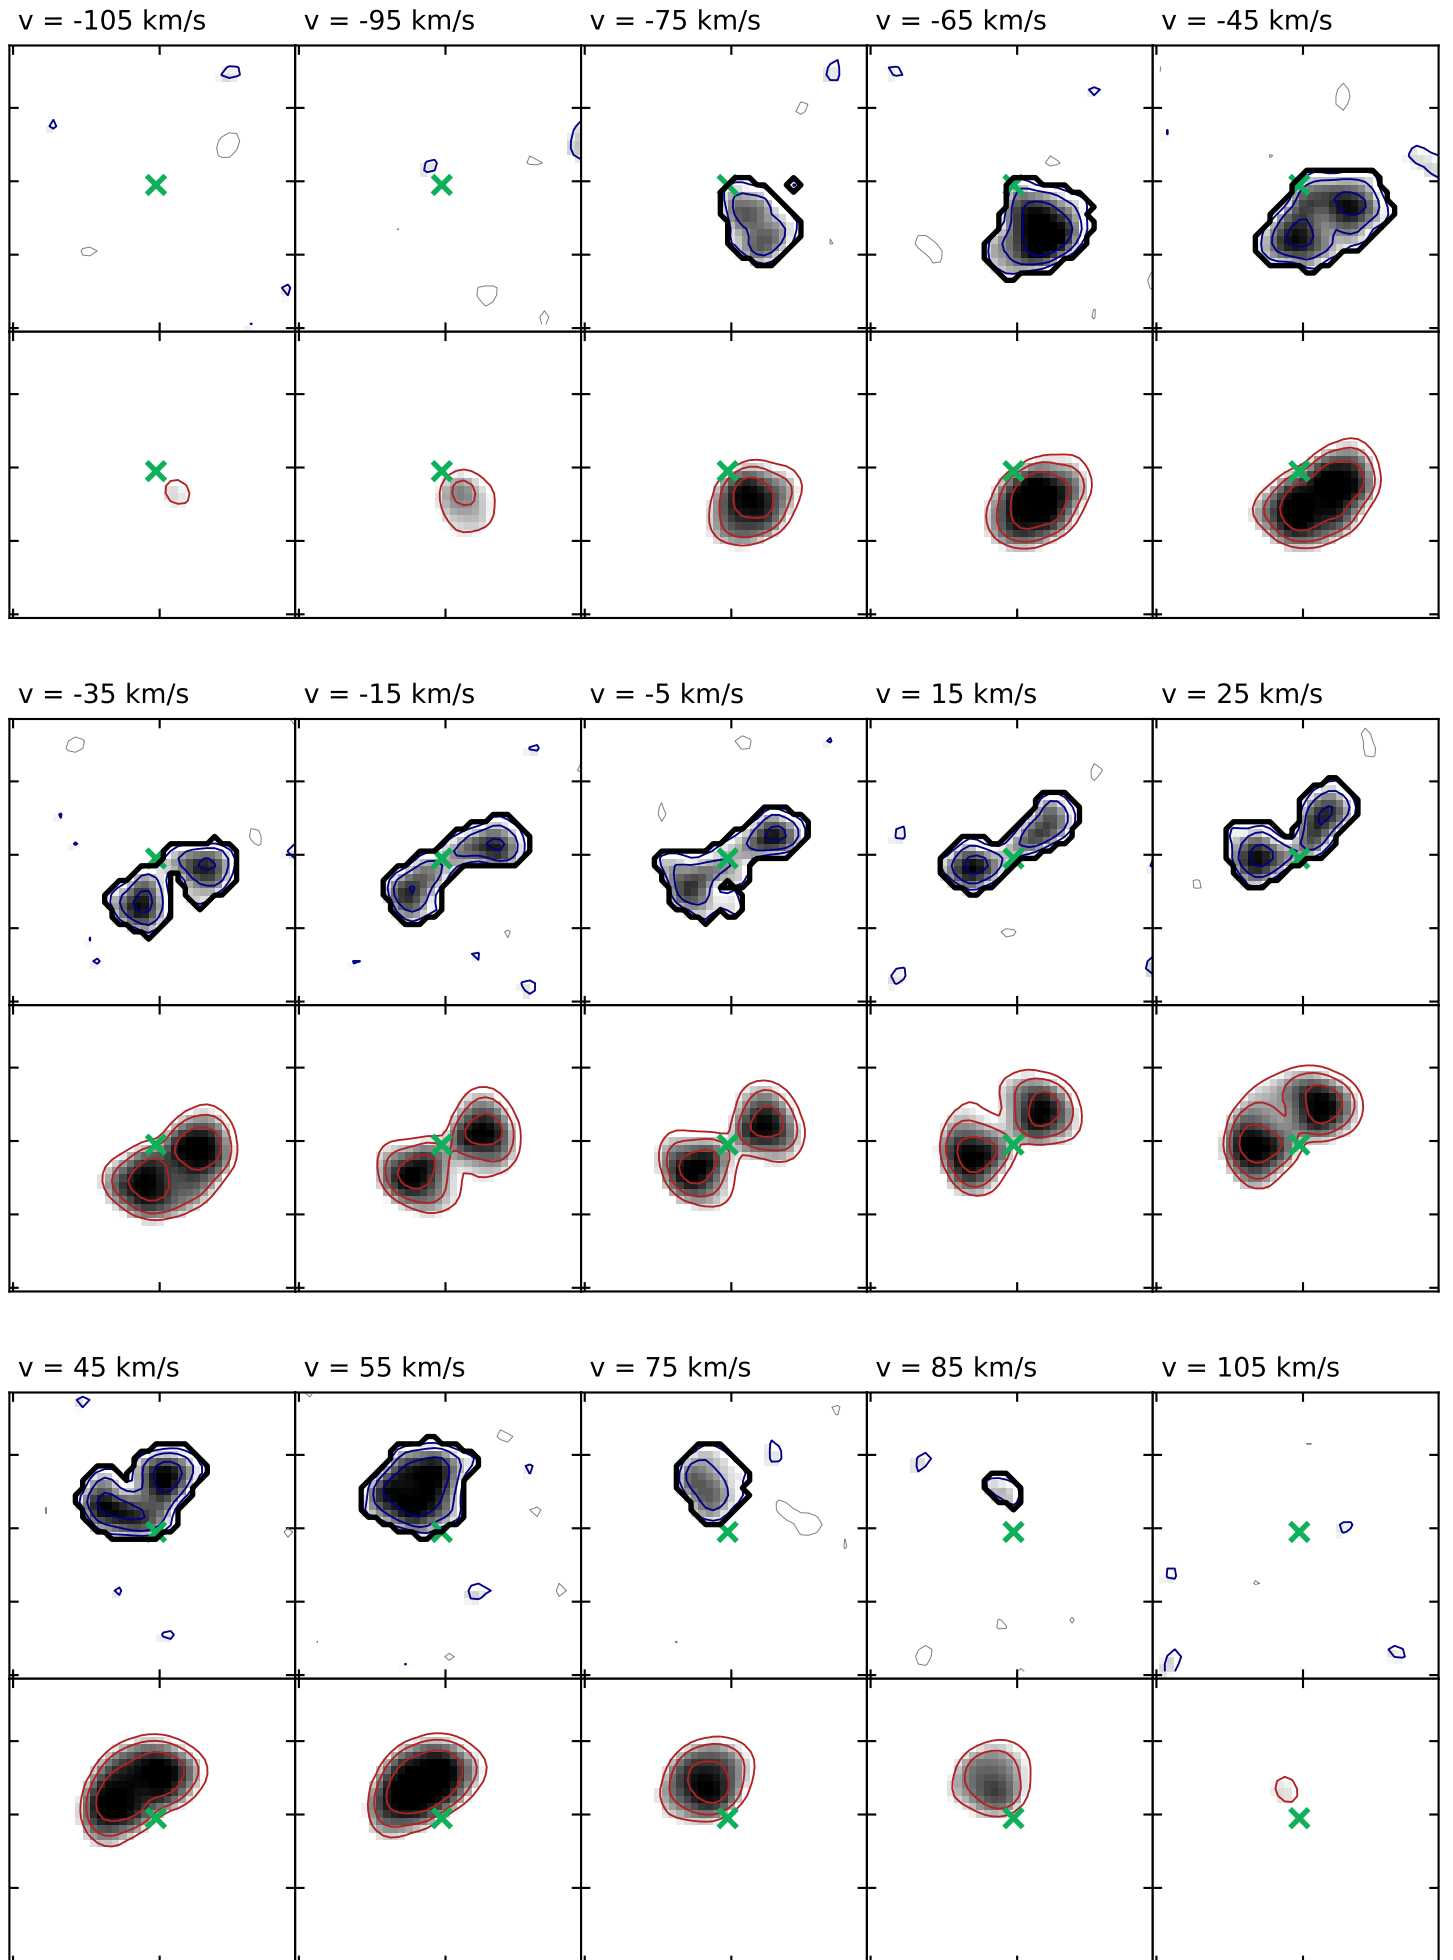 v = -105 km/s v = -95 km/s v = -75 km/s v = -65 km/s v = -45 km/s
v = -35 km/s v = -15 km/s v = -5 km/s v = 15 km/s v = 25 km/s
v = 45 km/s v = 55 km/s v = 75 km/s v = 85 km/s v = 105 km/s